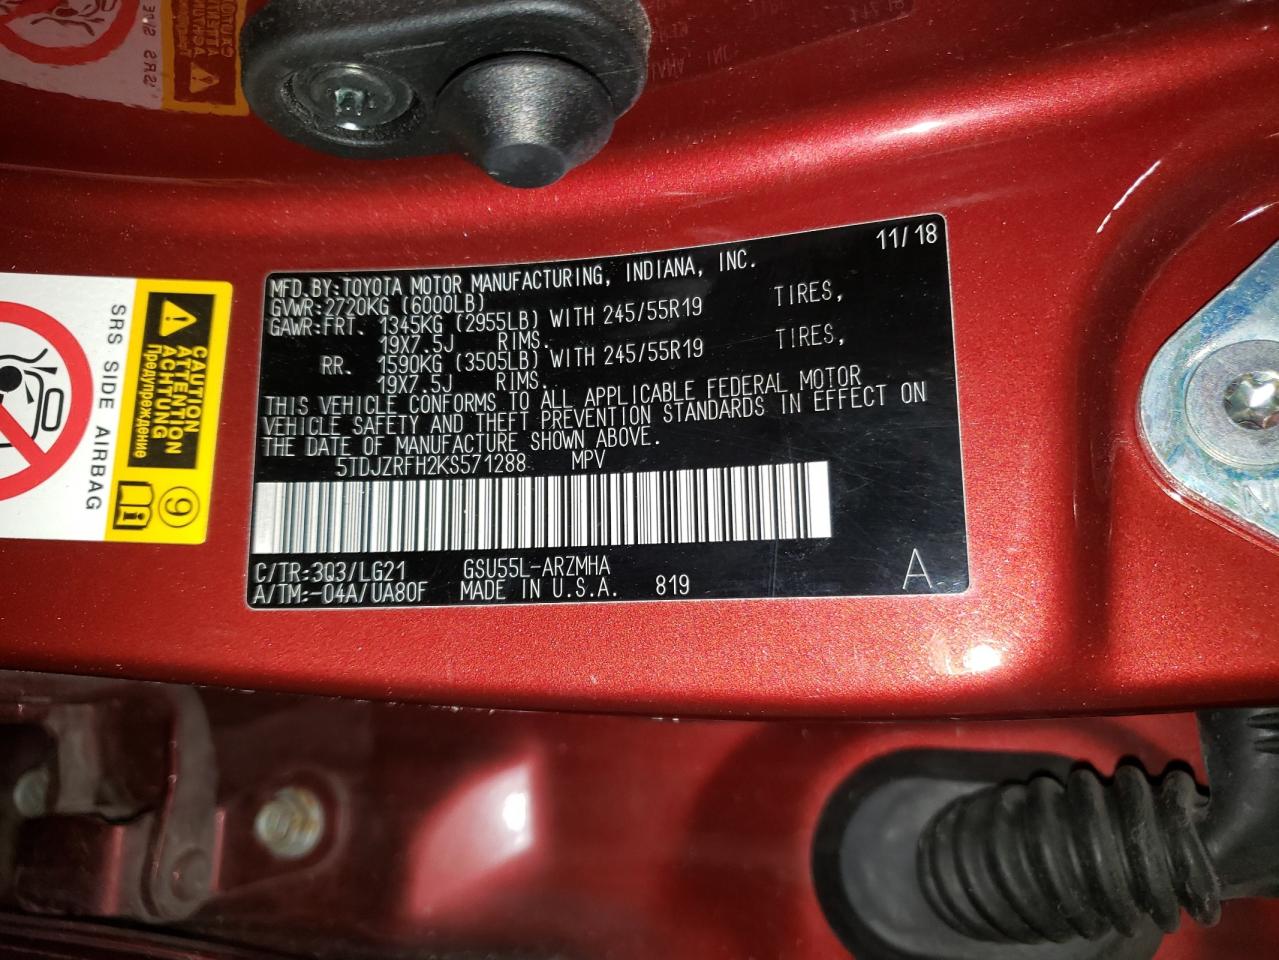 11/18
MFD.BY:TOYOTA MOTOR MANUFACTURING, INDIANA, INC.
GWR:2720KG (6000LB)
GAWR:FRT. 1345KG (2955LB) WITH 245/55R19 TIRES,
19X7.5J RIMS.
RR. 1590KG (3505LB) WITH 245/55R19 TIRES,
19X7.5J RIMS.
THIS VEHICLE CONFORMS TO ALL APPLICABLE FEDERAL MOTOR
VEHICLE SAFETY AND THEFT PREVENTION STANDARDS IN EFFECT ON
THE DATE OF MANUFACTURE SHOWN ABOVE.
5TDJZRFH2KS571288 MPV
C/TR:3Q3/LG21 GSU55L-ARZMHA
A/TM:-04A/UA80F MADE IN U.S.A. 819
A
CAUTION
ATTENTION
ACHTUNG
Предупреждение
SRS SIDE AIRBAG
9